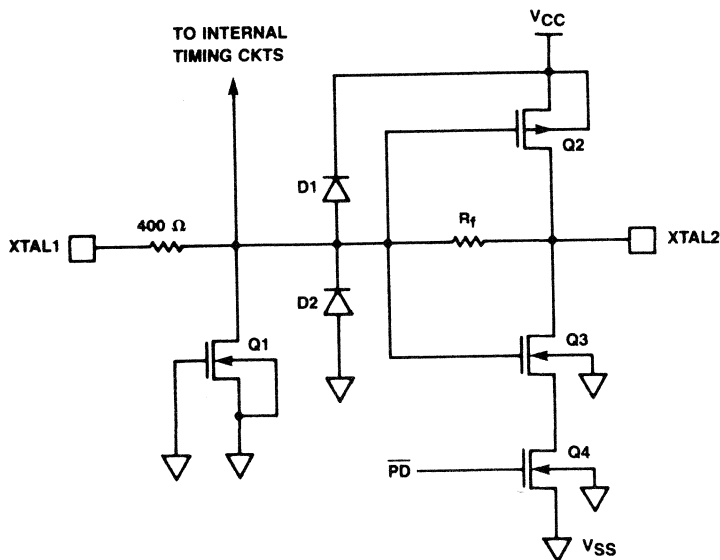 TO INTERNAL
TIMING CKTS
VCC
Q2
D1
400 Ω
Rf
XTAL1
XTAL2
D2
Q1
Q3
PD
Q4
VSS